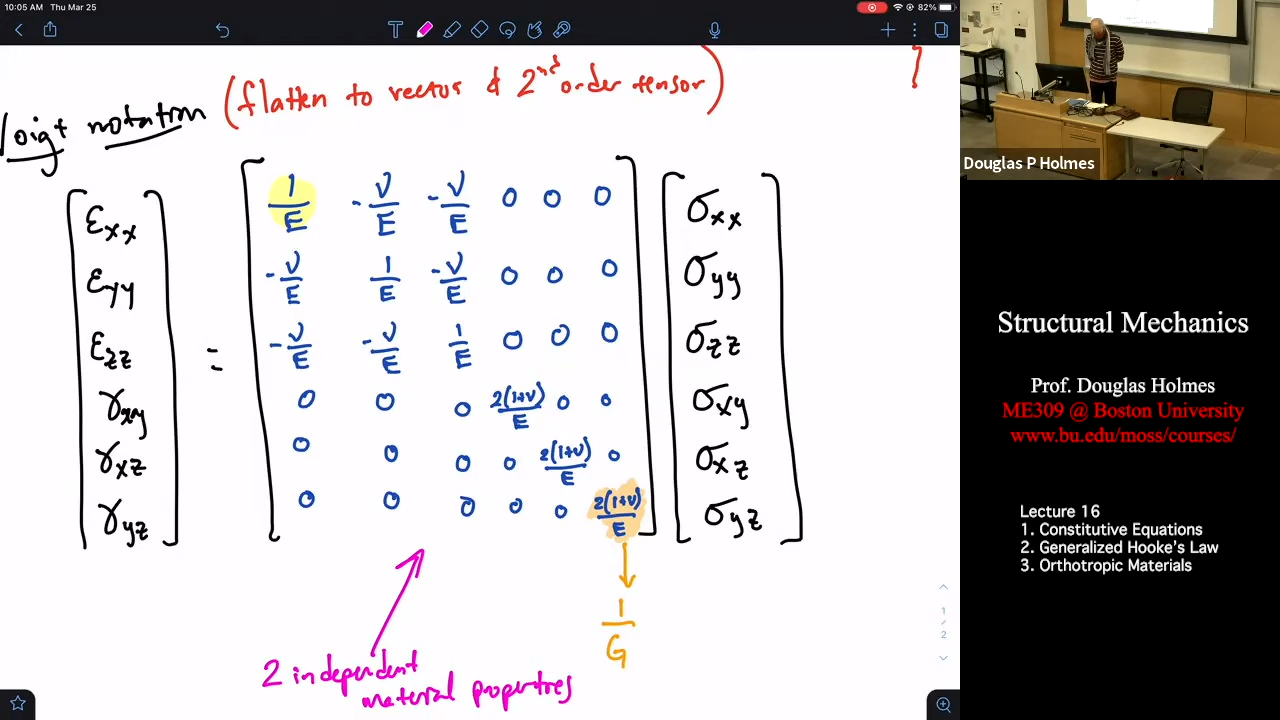 10:05 AM Thu Mar 25
82%
(flatten to vector & 2nd order tensor)
Voigt notation
εxx 1/E -ν/E -ν/E 0 0 0 σxx
εyy -ν/E 1/E -ν/E 0 0 0 σyy
εzz = -ν/E -ν/E 1/E 0 0 0 σzz
γxy 0 0 0 2(1+ν)/E 0 0 σxy
γxz 0 0 0 0 2(1+ν)/E 0 σxz
γyz 0 0 0 0 0 2(1+ν)/E σyz
1/G
2 independent
material properties
1/2
Douglas P Holmes
Structural Mechanics
Prof. Douglas Holmes
ME309 @ Boston University
www.bu.edu/moss/courses/
Lecture 16
1. Constitutive Equations
2. Generalized Hooke's Law
3. Orthotropic Materials